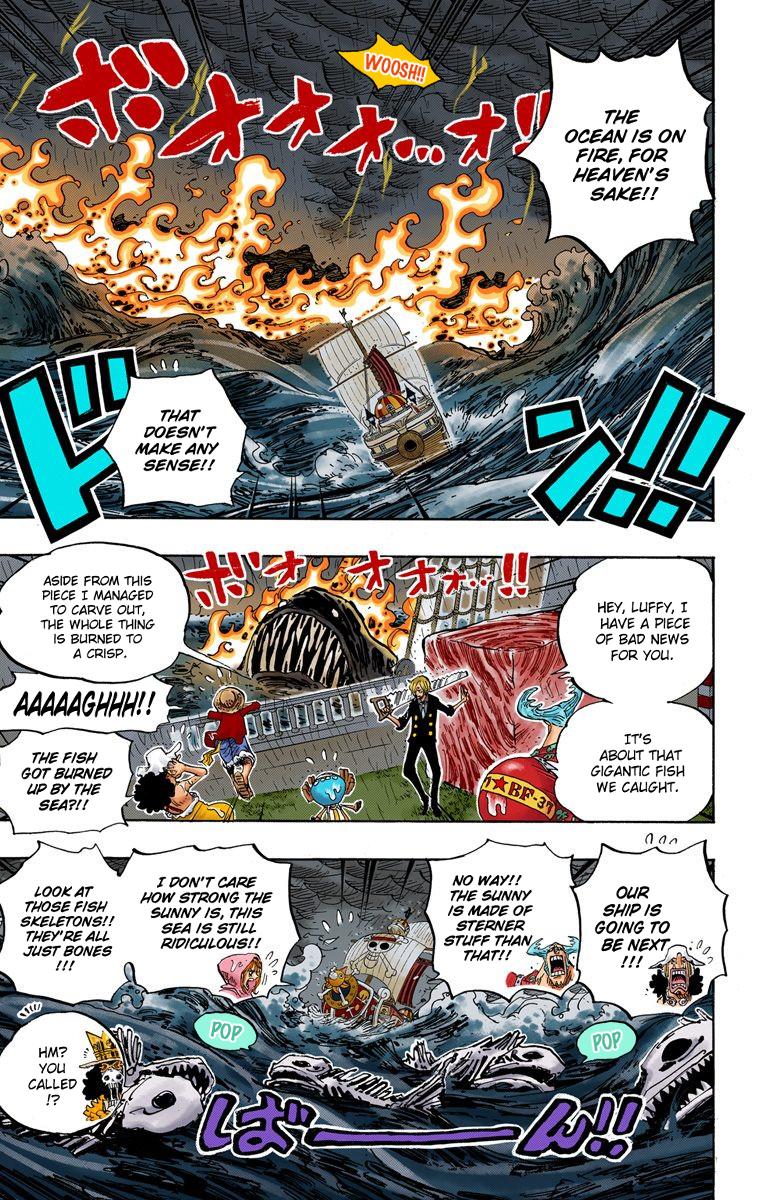 THE
OCEAN IS ON
FIRE, FOR
HEAVEN'S
SAKE!!
WOOSH!!
ボオオオ…オ!!
THAT
DOESN'T
MAKE ANY
SENSE!!
ドン!!
HEY, LUFFY, I
HAVE A PIECE
OF BAD NEWS
FOR YOU.
IT'S
ABOUT THAT
GIGANTIC FISH
WE CAUGHT.
ボオオオオ..!!
ASIDE FROM THIS
PIECE I MANAGED
TO CARVE OUT,
THE WHOLE THING
IS BURNED TO
A CRISP.
AAAAAGHHH!!
THE FISH
GOT BURNED
UP BY THE
SEA?!!
★BF-37
OUR
SHIP IS
GOING TO
BE NEXT
!!!
NO WAY!!
THE SUNNY
IS MADE OF
STERNER
STUFF THAN
THAT!!
I DON'T CARE
HOW STRONG THE
SUNNY IS, THIS
SEA IS STILL
RIDICULOUS!!
LOOK AT
THOSE FISH
SKELETONS!!
THEY'RE ALL
JUST BONES
!!!
POP
POP
HM?
YOU
CALLED
!?
ばーん!!